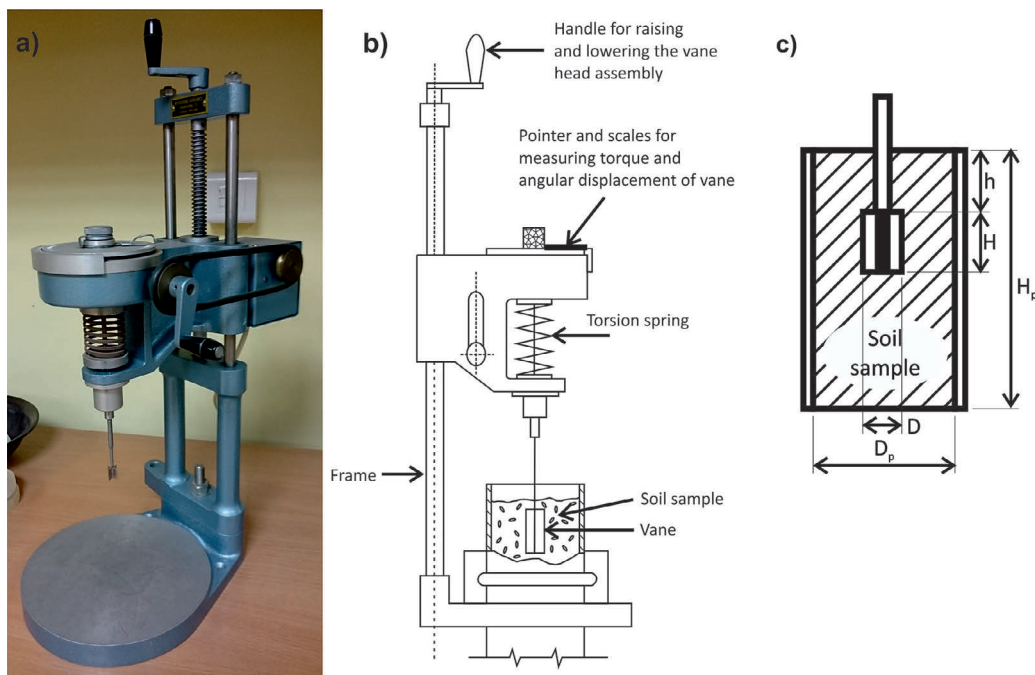 a)
b)
Handle for raising
and lowering the vane
head assembly
Pointer and scales for
measuring torque and
angular displacement of vane
Torsion spring
Frame
Soil sample
Vane
c)
h
H
Hp
Soil
sample
D
Dp